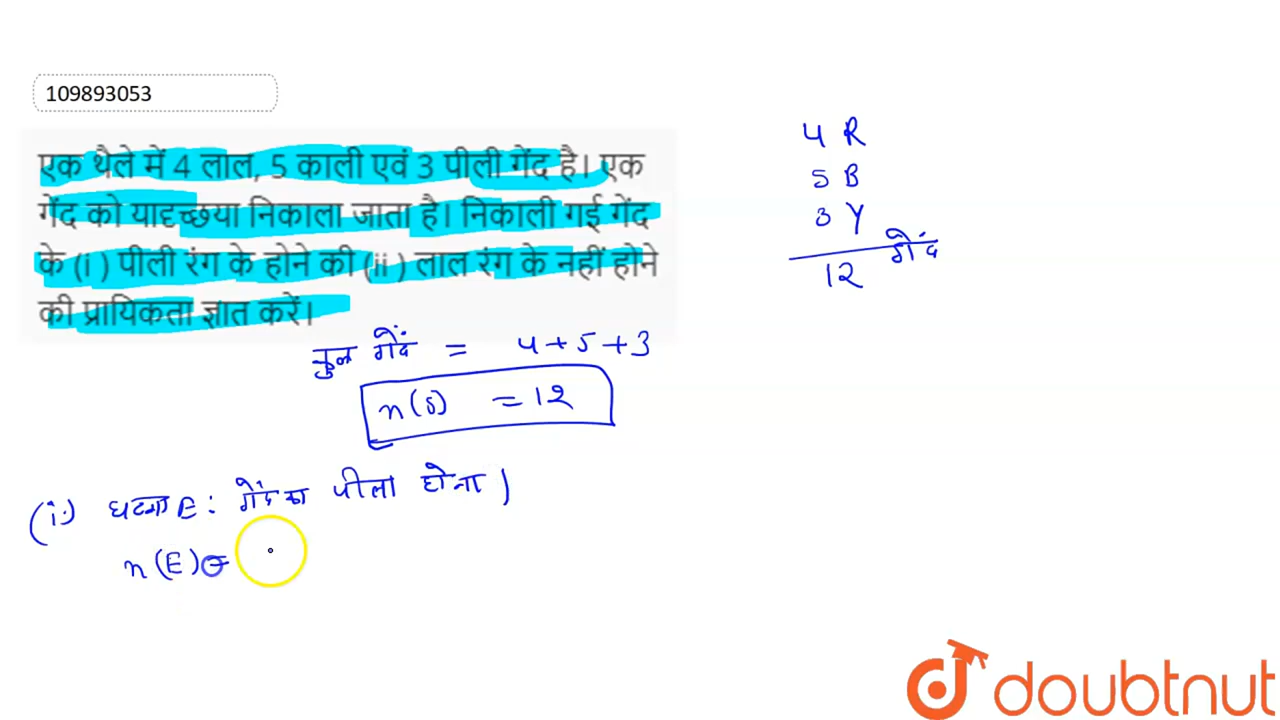 109893053
एक थैले में 4 लाल, 5 काली एवं 3 पीली गेंद है। एक
गेंद को यादृच्छया निकाला जाता है। निकाली गई गेंद
के (i ) पीली रंग के होने की (ii ) लाल रंग के नहीं होने
की प्रायिकता ज्ञात करें।
4 R
5 B
3 Y
12 गेंद
कुल गेंद = 4+5+3
n(S) = 12
(i) घटना E : गेंद का पीला होना।
n(E) =
doubtnut